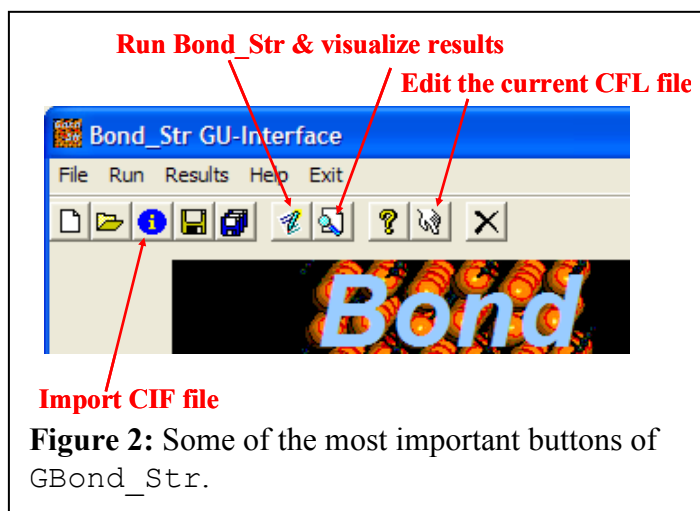 Run Bond_Str & visualize results
Edit the current CFL file
Bond_Str GU-Interface
File Run Results Help Exit
Bond
Import CIF file
Figure 2: Some of the most important buttons of
GBond_Str.